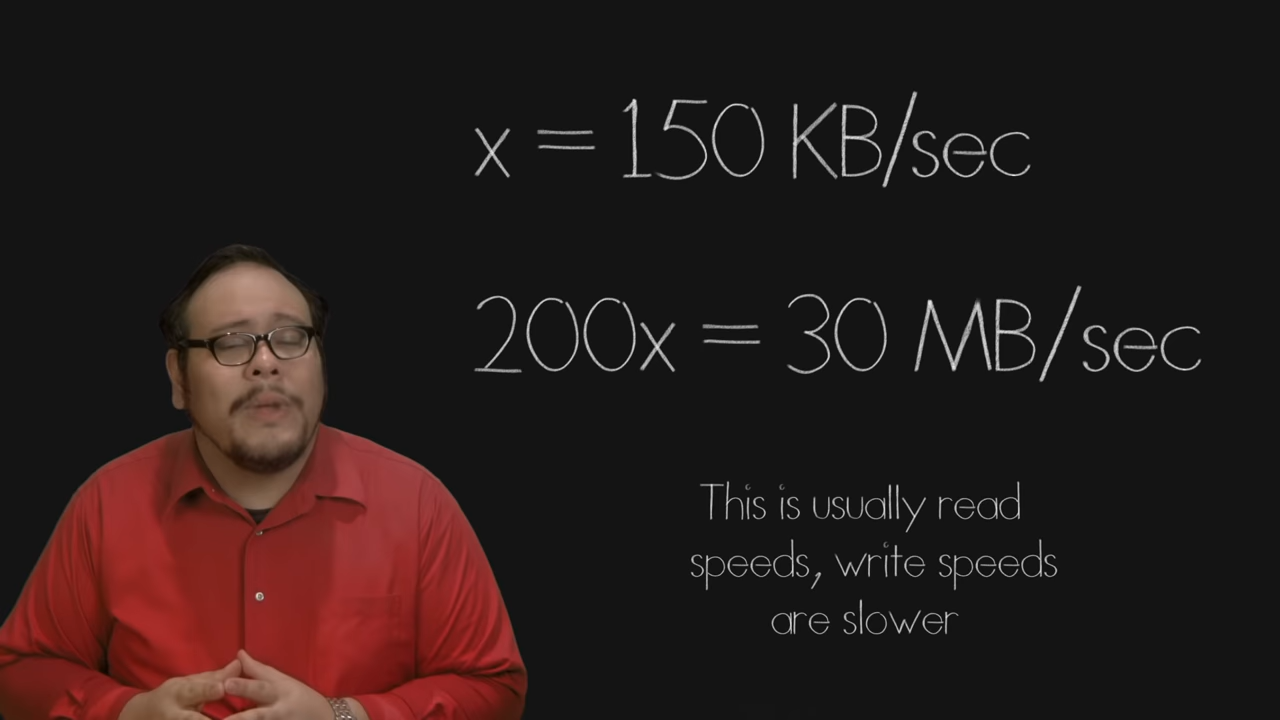 x = 150 KB/sec
200x = 30 MB/sec
This is usually read
speeds, write speeds
are slower